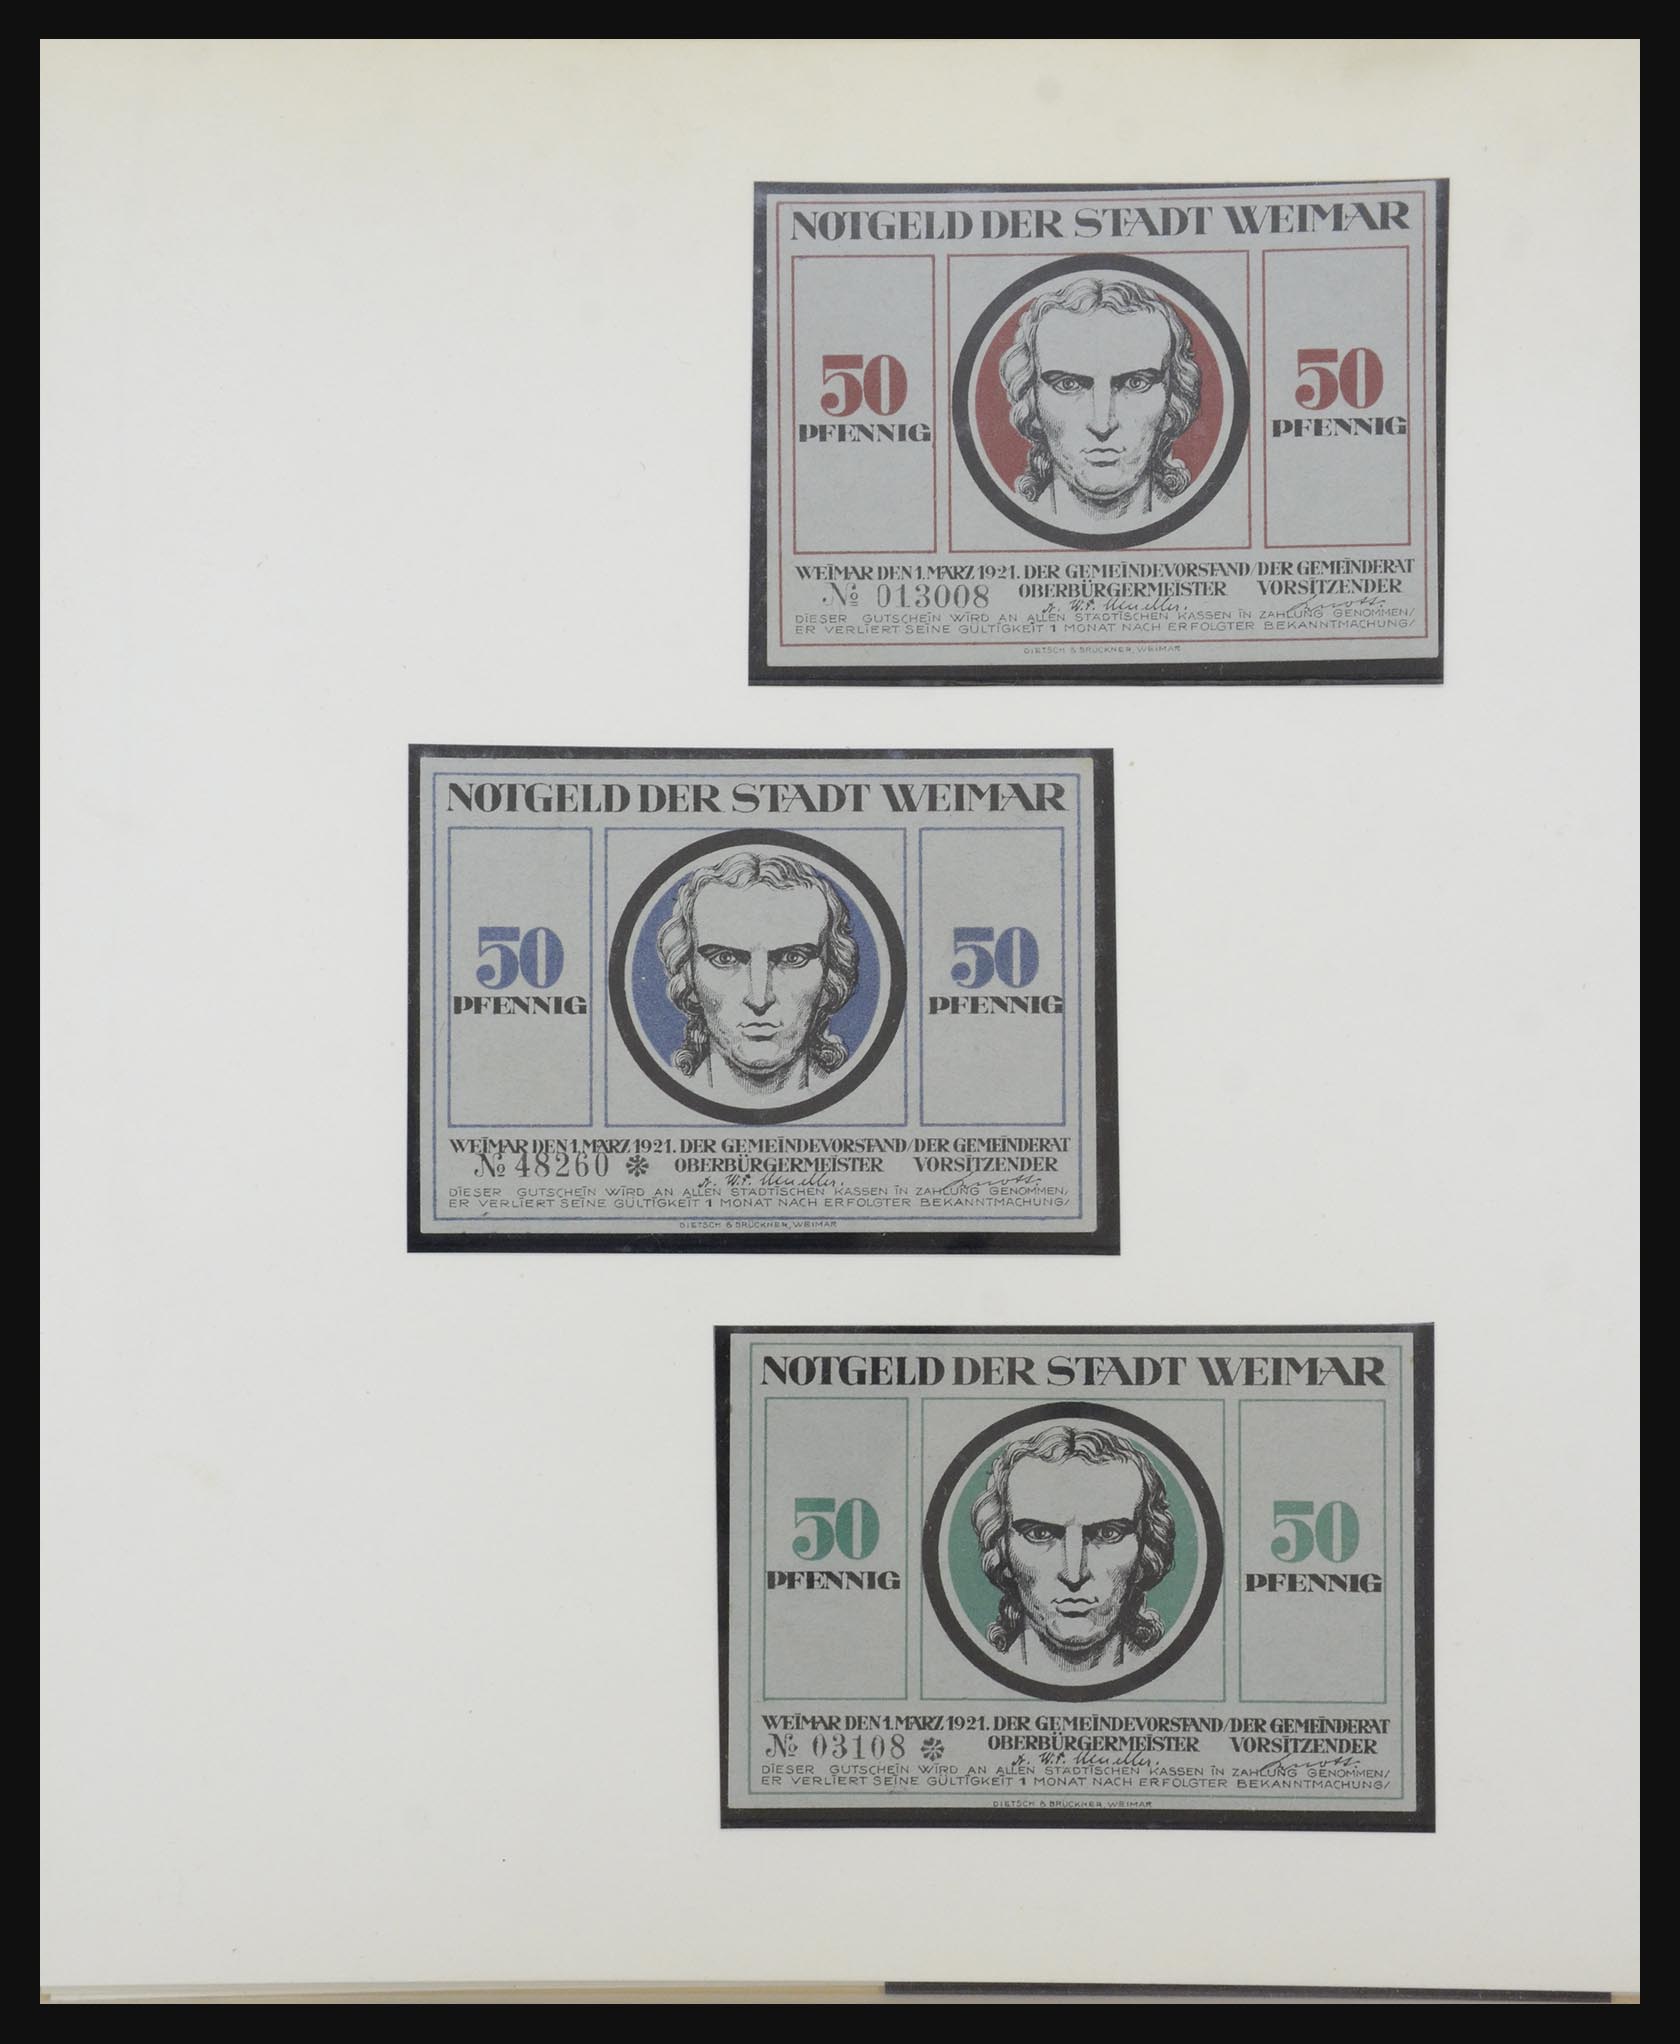 NOTGELD DER STADT WEIMAR
50 50
PFENNIG PFENNIG
WEIMAR DEN 1. MÄRZ 1921. DER GEMEINDEVORSTAND/DER GEMEINDERAT
№ 013008 OBERBÜRGERMEISTER VORSITZENDER
DIESER GUTSCHEIN WIRD AN ALLEN STÄDTISCHEN KASSEN IN ZAHLUNG GENOMMEN/
ER VERLIERT SEINE GÜLTIGKEIT 1 MONAT NACH ERFOLGTER BEKANNTMACHUNG/
DIETSCH & BRÜCKNER, WEIMAR
NOTGELD DER STADT WEIMAR
50 50
PFENNIG PFENNIG
WEIMAR DEN 1. MÄRZ 1921. DER GEMEINDEVORSTAND/DER GEMEINDERAT
№ 48260 * OBERBÜRGERMEISTER VORSITZENDER
DIESER GUTSCHEIN WIRD AN ALLEN STÄDTISCHEN KASSEN IN ZAHLUNG GENOMMEN/
ER VERLIERT SEINE GÜLTIGKEIT 1 MONAT NACH ERFOLGTER BEKANNTMACHUNG/
DIETSCH & BRÜCKNER, WEIMAR
NOTGELD DER STADT WEIMAR
50 50
PFENNIG PFENNIG
WEIMAR DEN 1. MÄRZ 1921. DER GEMEINDEVORSTAND/DER GEMEINDERAT
№ 03108 * OBERBÜRGERMEISTER VORSITZENDER
DIESER GUTSCHEIN WIRD AN ALLEN STÄDTISCHEN KASSEN IN ZAHLUNG GENOMMEN/
ER VERLIERT SEINE GÜLTIGKEIT 1 MONAT NACH ERFOLGTER BEKANNTMACHUNG/
DIETSCH & BRÜCKNER, WEIMAR